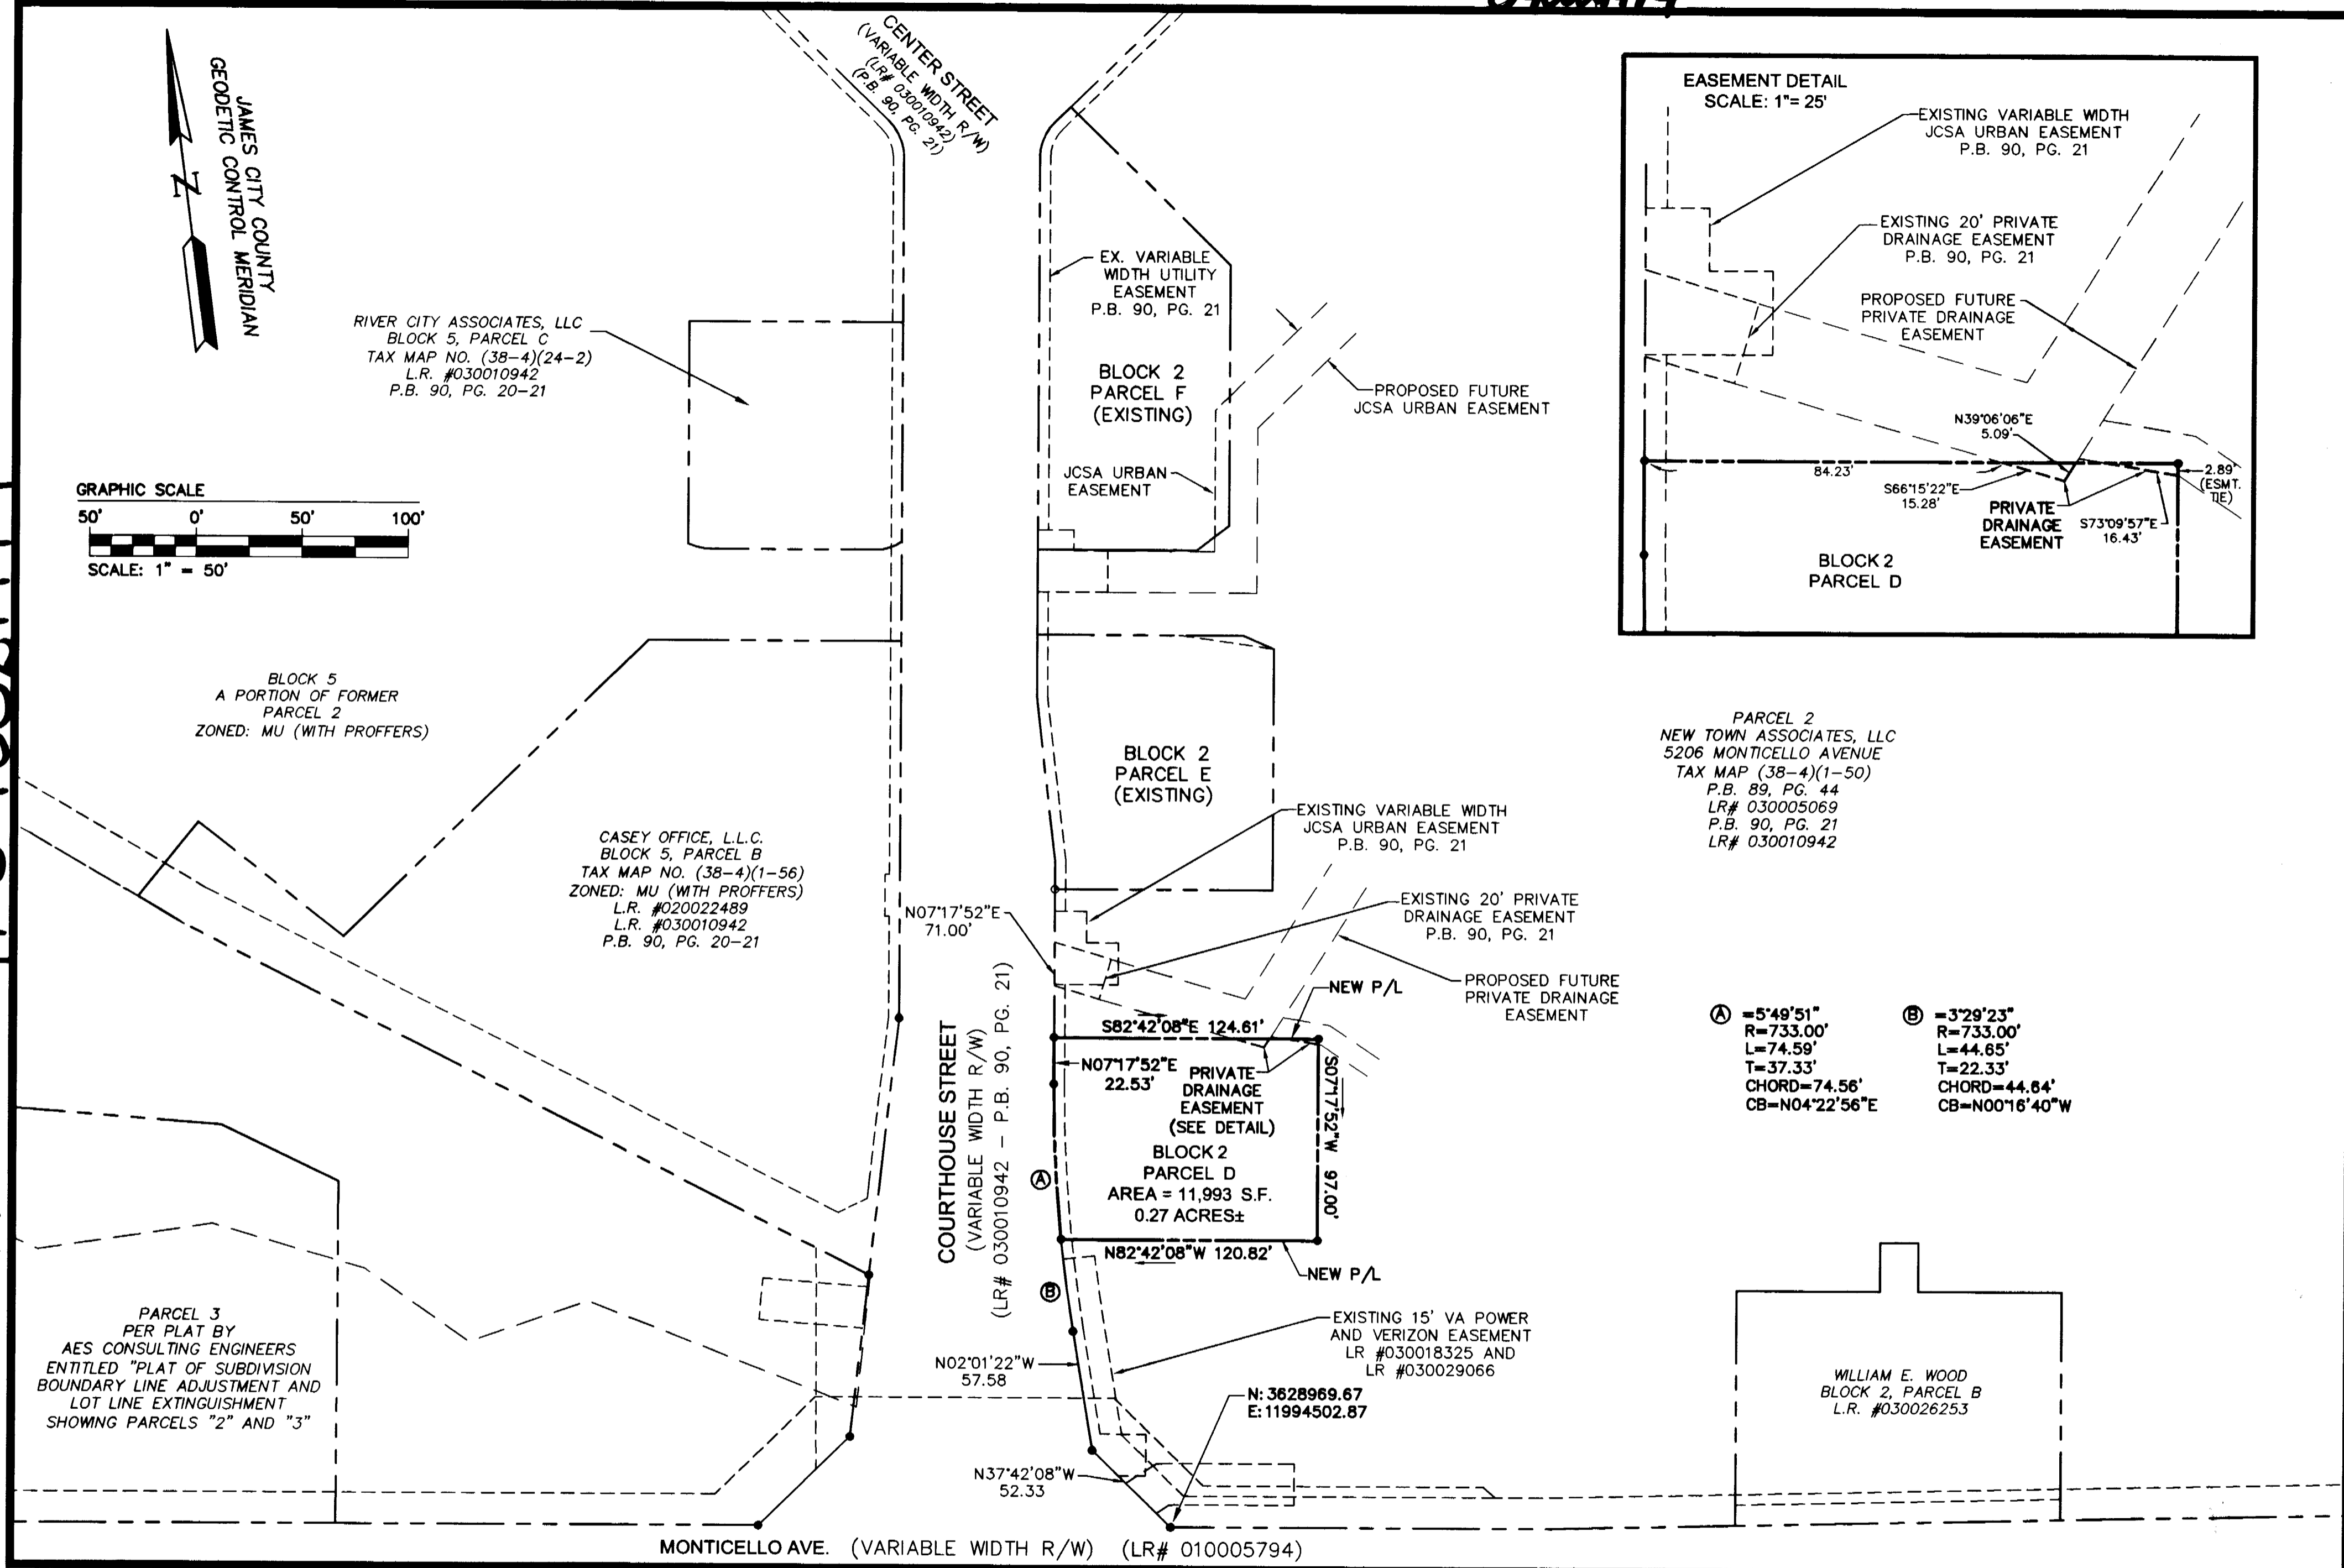 CENTER STREET
(VARIABLE WIDTH R/W)
(LR# 030010942)
(P.B. 90, PG. 21)
JAMES CITY COUNTY
GEODETIC CONTROL MERIDIAN
N
RIVER CITY ASSOCIATES, LLC
BLOCK 5, PARCEL C
TAX MAP NO. (38-4)(24-2)
L.R. #030010942
P.B. 90, PG. 20-21
GRAPHIC SCALE
50' 0' 50' 100'
SCALE: 1" = 50'
EX. VARIABLE
WIDTH UTILITY
EASEMENT
P.B. 90, PG. 21
BLOCK 2
PARCEL F
(EXISTING)
PROPOSED FUTURE
JCSA URBAN EASEMENT
JCSA URBAN
EASEMENT
EASEMENT DETAIL
SCALE: 1"= 25'
EXISTING VARIABLE WIDTH
JCSA URBAN EASEMENT
P.B. 90, PG. 21
EXISTING 20' PRIVATE
DRAINAGE EASEMENT
P.B. 90, PG. 21
PROPOSED FUTURE
PRIVATE DRAINAGE
EASEMENT
N39°06'06"E
5.09'
84.23'
S66°15'22"E
15.28'
2.89'
(ESMT.
TIE)
PRIVATE
DRAINAGE
EASEMENT
S73°09'57"E
16.43'
BLOCK 2
PARCEL D
BLOCK 5
A PORTION OF FORMER
PARCEL 2
ZONED: MU (WITH PROFFERS)
CASEY OFFICE, L.L.C.
BLOCK 5, PARCEL B
TAX MAP NO. (38-4)(1-56)
ZONED: MU (WITH PROFFERS)
L.R. #020022489
L.R. #030010942
P.B. 90, PG. 20-21
BLOCK 2
PARCEL E
(EXISTING)
EXISTING VARIABLE WIDTH
JCSA URBAN EASEMENT
P.B. 90, PG. 21
EXISTING 20' PRIVATE
DRAINAGE EASEMENT
P.B. 90, PG. 21
PROPOSED FUTURE
PRIVATE DRAINAGE
EASEMENT
PARCEL 2
NEW TOWN ASSOCIATES, LLC
5206 MONTICELLO AVENUE
TAX MAP (38-4)(1-50)
P.B. 89, PG. 44
LR# 030005069
P.B. 90, PG. 21
LR# 030010942
N07°17'52"E
71.00'
NEW P/L
S82°42'08"E 124.61'
N07°17'52"E
22.53'
PRIVATE
DRAINAGE
EASEMENT
(SEE DETAIL)
BLOCK 2
PARCEL D
AREA = 11,993 S.F.
0.27 ACRES±
S07°17'52"W 97.00'
N82°42'08"W 120.82'
NEW P/L
COURTHOUSE STREET
(VARIABLE WIDTH R/W)
(LR# 030010942 - P.B. 90, PG. 21)
A
B
A =5°49'51"
R=733.00'
L=74.59'
T=37.33'
CHORD=74.56'
CB=N04°22'56"E
B =3°29'23"
R=733.00'
L=44.65'
T=22.33'
CHORD=44.64'
CB=N00°16'40"W
PARCEL 3
PER PLAT BY
AES CONSULTING ENGINEERS
ENTITLED "PLAT OF SUBDIVISION
BOUNDARY LINE ADJUSTMENT AND
LOT LINE EXTINGUISHMENT
SHOWING PARCELS "2" AND "3"
N02°01'22"W
57.58
EXISTING 15' VA POWER
AND VERIZON EASEMENT
LR #030018325 AND
LR #030029066
N: 3628969.67
E: 11994502.87
N37°42'08"W
52.33
WILLIAM E. WOOD
BLOCK 2, PARCEL B
L.R. #030026253
MONTICELLO AVE. (VARIABLE WIDTH R/W) (LR# 010005794)